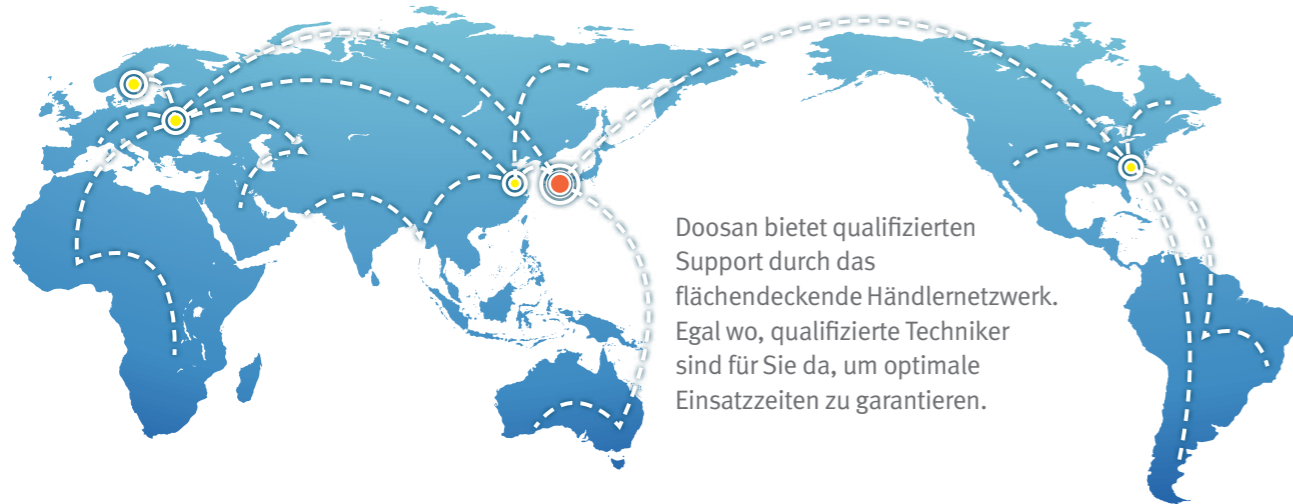 Doosan bietet qualifizierten
Support durch das
flächendeckende Händlernetzwerk.
Egal wo, qualifizierte Techniker
sind für Sie da, um optimale
Einsatzzeiten zu garantieren.